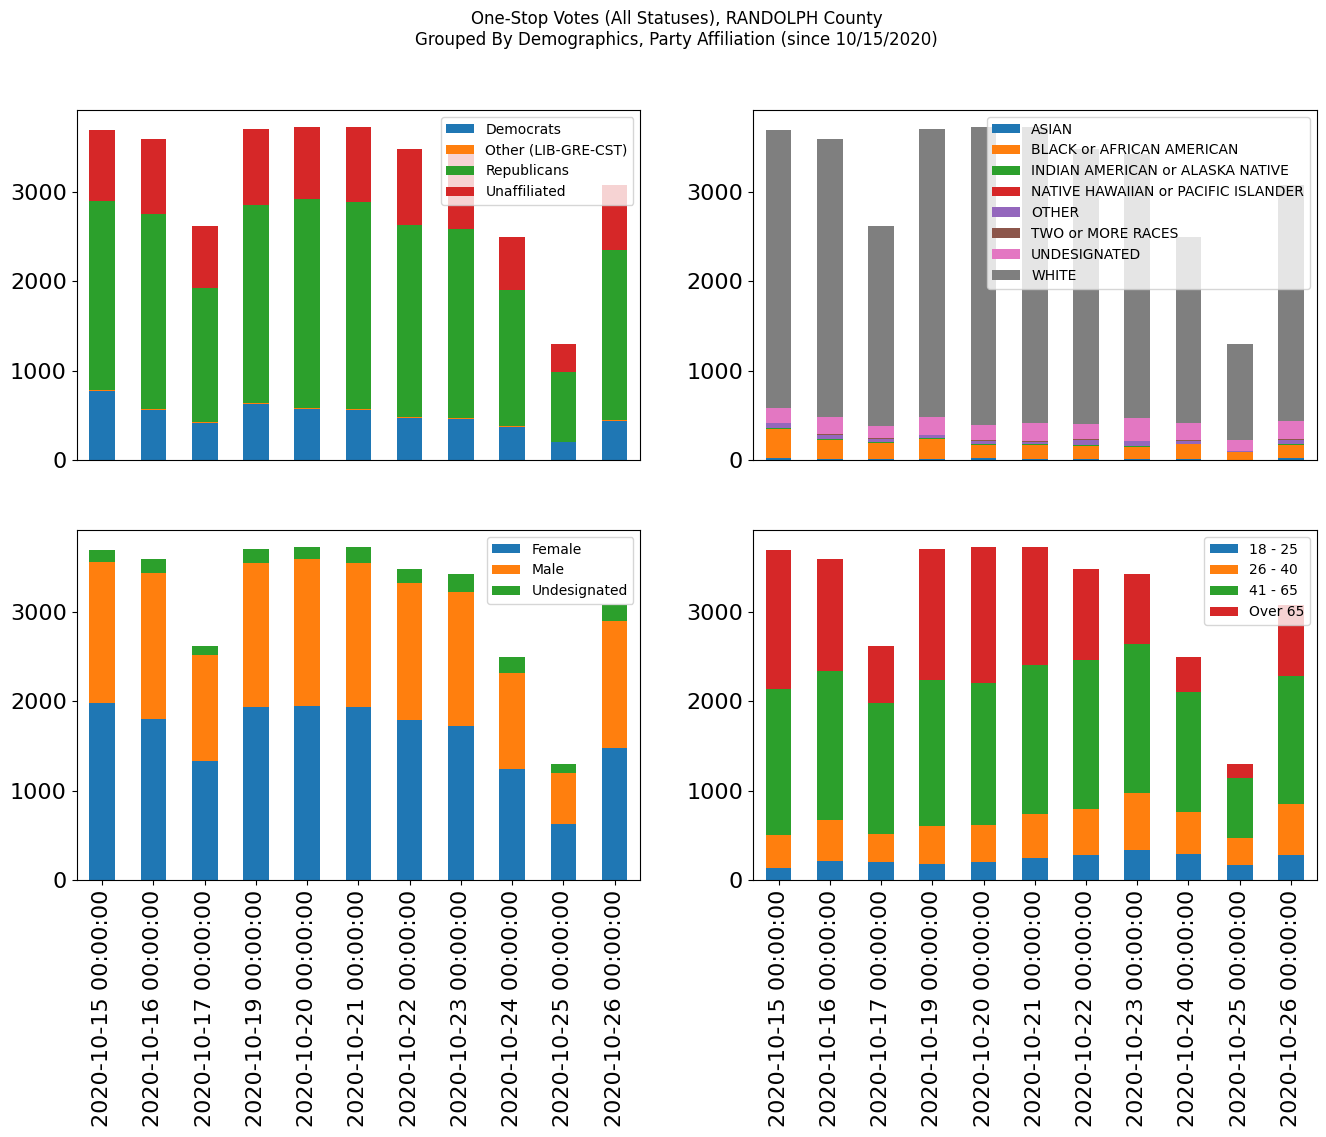 One-Stop Votes (All Statuses), RANDOLPH County
Grouped By Demographics, Party Affiliation (since 10/15/2020)
3000
2000
1000
0
Democrats
Other (LIB-GRE-CST)
Republicans
Unaffiliated
3000
2000
1000
0
ASIAN
BLACK or AFRICAN AMERICAN
INDIAN AMERICAN or ALASKA NATIVE
NATIVE HAWAIIAN or PACIFIC ISLANDER
OTHER
TWO or MORE RACES
UNDESIGNATED
WHITE
3000
2000
1000
0
Female
Male
Undesignated
2020-10-15 00:00:00
2020-10-16 00:00:00
2020-10-17 00:00:00
2020-10-19 00:00:00
2020-10-20 00:00:00
2020-10-21 00:00:00
2020-10-22 00:00:00
2020-10-23 00:00:00
2020-10-24 00:00:00
2020-10-25 00:00:00
2020-10-26 00:00:00
3000
2000
1000
0
18 - 25
26 - 40
41 - 65
Over 65
2020-10-15 00:00:00
2020-10-16 00:00:00
2020-10-17 00:00:00
2020-10-19 00:00:00
2020-10-20 00:00:00
2020-10-21 00:00:00
2020-10-22 00:00:00
2020-10-23 00:00:00
2020-10-24 00:00:00
2020-10-25 00:00:00
2020-10-26 00:00:00